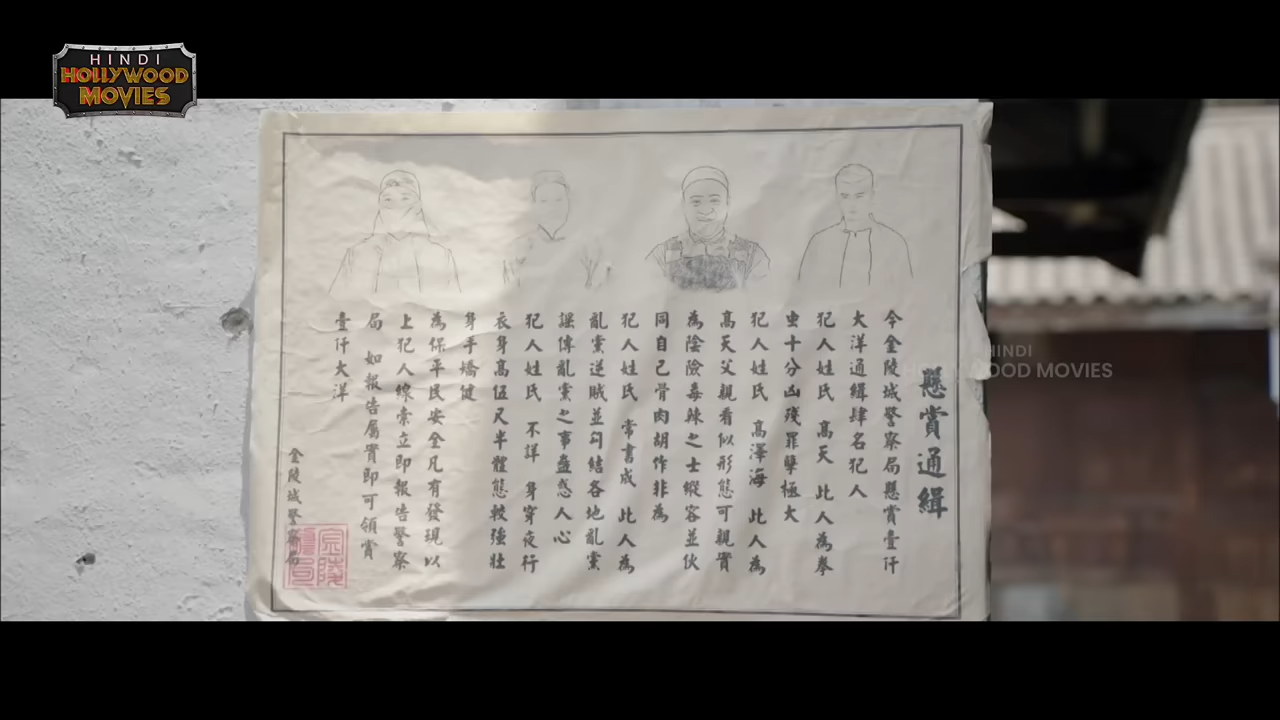 HINDI
HOLLYWOOD
MOVIES
懸賞通緝
今金陵城警察局懸賞壹仟
大洋通緝肆名犯人
犯人姓氏 高天 此人為拳
虫十分凶殘罪孽極大
犯人姓氏 高澤海 此人為
高天父親看似形態可親實
為陰險毒辣之士縱容並伙
同自己骨肉胡作非為
犯人姓氏 常書成 此人為
亂黨逆賊並勾結各地亂黨
謠傳亂黨之事蠱惑人心
犯人姓氏 不詳 身穿夜行
衣身高伍尺半體態較強壯
身手矯健
為保平民安全凡有發現以
上犯人線索立即報告警察
局 如報告屬實即可領賞
壹仟大洋
金陵城警察局
HINDI
HOLLYWOOD MOVIES